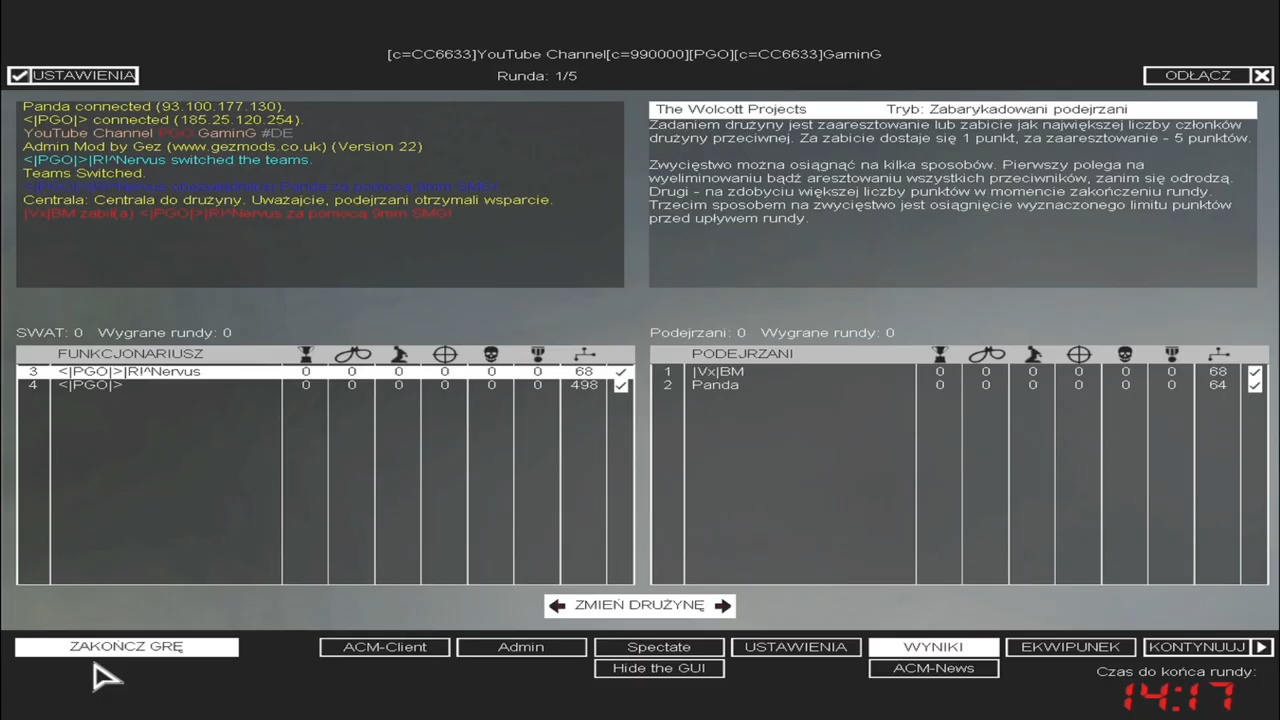 [c=CC6633]YouTube Channel[c=990000][PGO][c=CC6633]GaminG
USTAWIENIA
Runda: 1/5
ODŁĄCZ
Panda connected (93.100.177.130).
<|PGO|> connected (185.25.120.254).
YouTube Channel PGO GaminG #DE
Admin Mod by Gez (www.gezmods.co.uk) (Version 22)
<|PGO|>|R!^Nervus switched the teams.
Teams Switched.
<|PGO|>|R!^Nervus obezwładnił(a) Panda za pomocą 9mm SMG!
Centrala: Centrala do drużyny. Uważajcie, podejrzani otrzymali wsparcie.
|Vx|BM zabił(a) <|PGO|>|R!^Nervus za pomocą 9mm SMG!
The Wolcott Projects Tryb: Zabarykadowani podejrzani
Zadaniem drużyny jest zaaresztowanie lub zabicie jak największej liczby członków
drużyny przeciwnej. Za zabicie dostaje się 1 punkt, za zaaresztowanie - 5 punktów.
Zwycięstwo można osiągnąć na kilka sposobów. Pierwszy polega na
wyeliminowaniu bądź aresztowaniu wszystkich przeciwników, zanim się odrodzą.
Drugi - na zdobyciu większej liczby punktów w momencie zakończeniu rundy.
Trzecim sposobem na zwycięstwo jest osiągnięcie wyznaczonego limitu punktów
przed upływem rundy.
SWAT: 0 Wygrane rundy: 0
FUNKCJONARIUSZ
3 <|PGO|>|R!^Nervus 0 0 0 0 0 0 68
4 <|PGO|> 0 0 0 0 0 0 498
Podejrzani: 0 Wygrane rundy: 0
PODEJRZANI
1 |Vx|BM 0 0 0 0 0 0 68
2 Panda 0 0 0 0 0 0 64
ZMIEŃ DRUŻYNĘ
ZAKOŃCZ GRĘ
ACM-Client
Admin
Spectate
USTAWIENIA
WYNIKI
EKWIPUNEK
KONTYNUUJ
Hide the GUI
ACM-News
Czas do końca rundy:
14:17